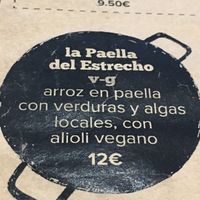 9.50€
la Paella
del Estrecho
v-g
arroz en paella
con verduras y algas
locales, con
alioli vegano
12€